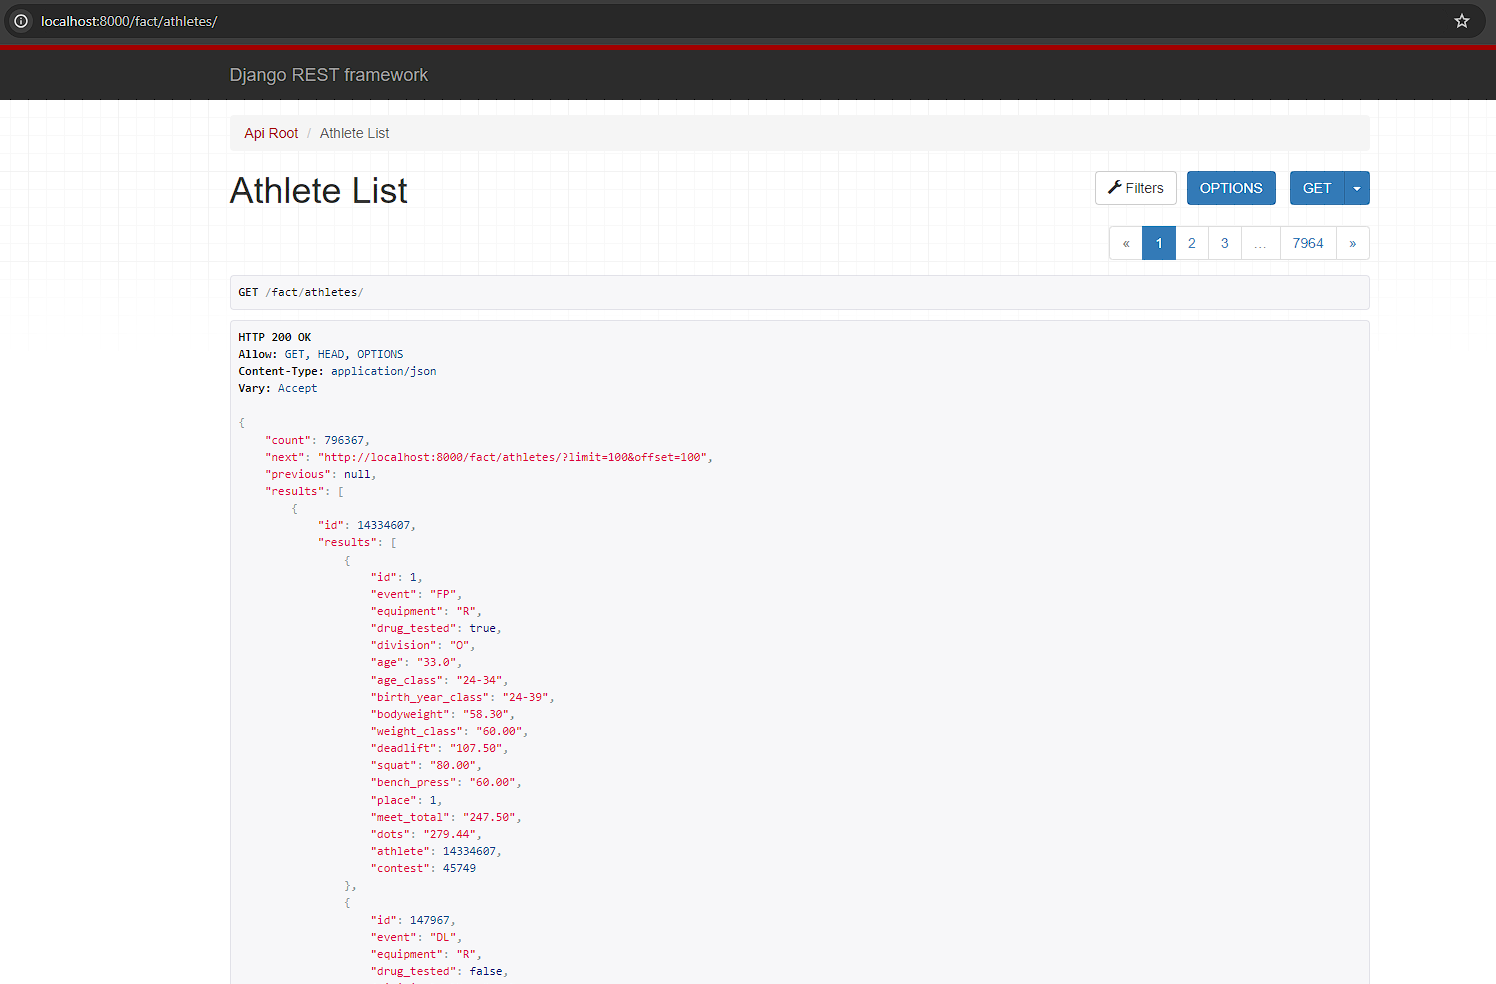 localhost:8000/fact/athletes/
Django REST framework
Api Root / Athlete List
Athlete List
Filters
OPTIONS
GET
« 1 2 3 … 7964 »
GET /fact/athletes/
HTTP 200 OK
Allow: GET, HEAD, OPTIONS
Content-Type: application/json
Vary: Accept
{
"count": 796367,
"next": "http://localhost:8000/fact/athletes/?limit=100&offset=100",
"previous": null,
"results": [
{
"id": 14334607,
"results": [
{
"id": 1,
"event": "FP",
"equipment": "R",
"drug_tested": true,
"division": "O",
"age": "33.0",
"age_class": "24-34",
"birth_year_class": "24-39",
"bodyweight": "58.30",
"weight_class": "60.00",
"deadlift": "107.50",
"squat": "80.00",
"bench_press": "60.00",
"place": 1,
"meet_total": "247.50",
"dots": "279.44",
"athlete": 14334607,
"contest": 45749
},
{
"id": 147967,
"event": "DL",
"equipment": "R",
"drug_tested": false,